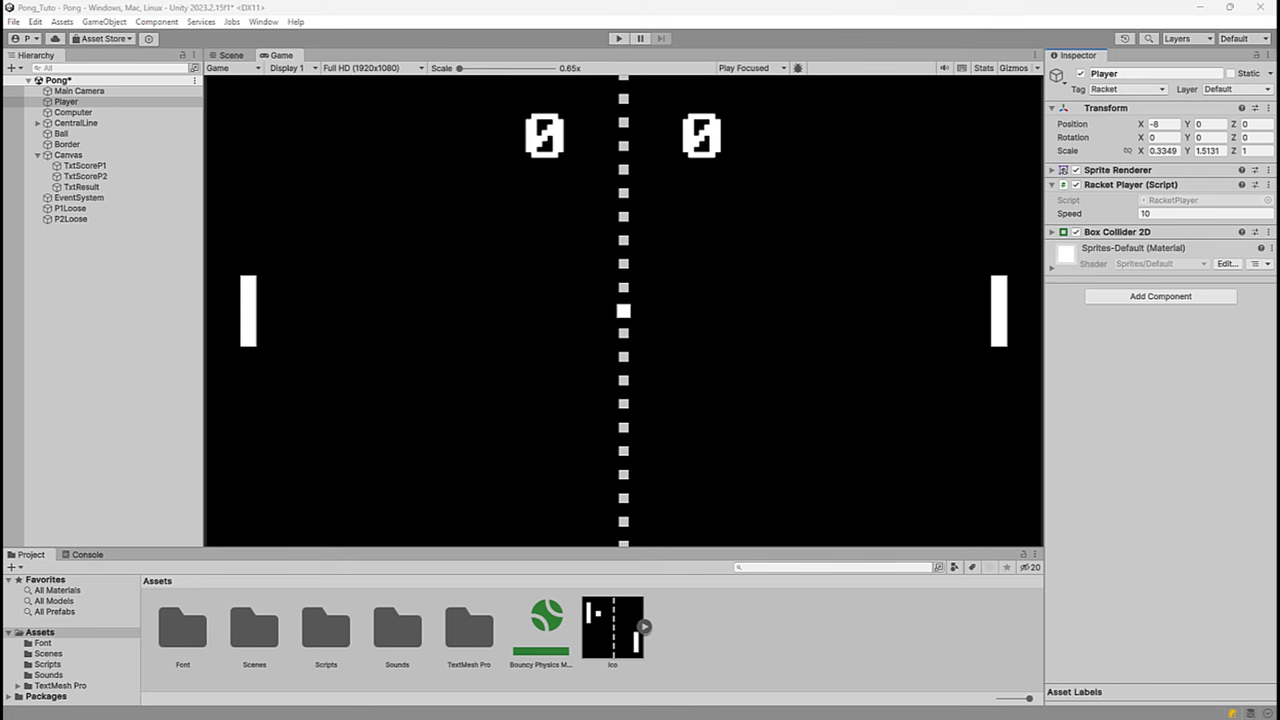 Pong_Tuto - Pong - Windows, Mac, Linux - Unity 2023.2.15f1* <DX11>
File Edit Assets GameObject Component Services Jobs Window Help
P Asset Store Layers Default
Hierarchy
All
Pong*
Main Camera
Player
Computer
CentralLine
Ball
Border
Canvas
TxtScoreP1
TxtScoreP2
TxtResult
EventSystem
P1Loose
P2Loose
Scene Game
Game Display 1 Full HD (1920x1080) Scale 0.65x Play Focused Stats Gizmos
0 0
Inspector
Player Static
Tag Racket Layer Default
Transform
Position X -8 Y 0 Z 0
Rotation X 0 Y 0 Z 0
Scale X 0.3349 Y 1.5131 Z 1
Sprite Renderer
Racket Player (Script)
Script RacketPlayer
Speed 10
Box Collider 2D
Sprites-Default (Material)
Shader Sprites/Default Edit...
Add Component
Project Console
20
Favorites
All Materials
All Models
All Prefabs
Assets
Font
Scenes
Scripts
Sounds
TextMesh Pro
Packages
Assets
Font Scenes Scripts Sounds TextMesh Pro Bouncy Physics M... Ico
Asset Labels